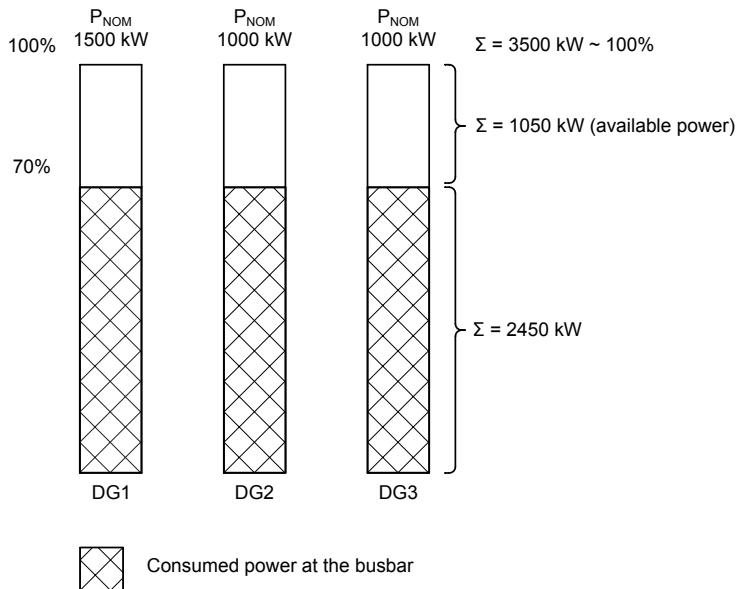 P_NOM P_NOM P_NOM
100% 1500 kW 1000 kW 1000 kW Σ = 3500 kW ~ 100%
Σ = 1050 kW (available power)
70%
Σ = 2450 kW
DG1 DG2 DG3
Consumed power at the busbar